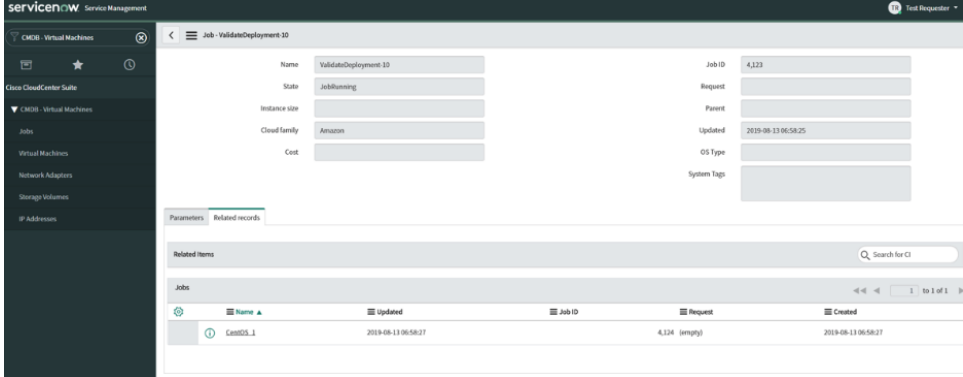 servicenow Service Management
TR Test Requester
CMDB - Virtual Machines
Job - ValidateDeployment-10
Cisco CloudCenter Suite
CMDB - Virtual Machines
Jobs
Virtual Machines
Network Adapters
Storage Volumes
IP Addresses
Name ValidateDeployment-10 Job ID 4,123
State JobRunning Request
Instance size Parent
Cloud family Amazon Updated 2019-08-13 06:58:25
Cost OS Type
System Tags
Parameters Related records
Related Items Search for CI
Jobs 1 to 1 of 1
Name Updated Job ID Request Created
CentOS_1 2019-08-13 06:58:27 4,124 (empty) 2019-08-13 06:58:27